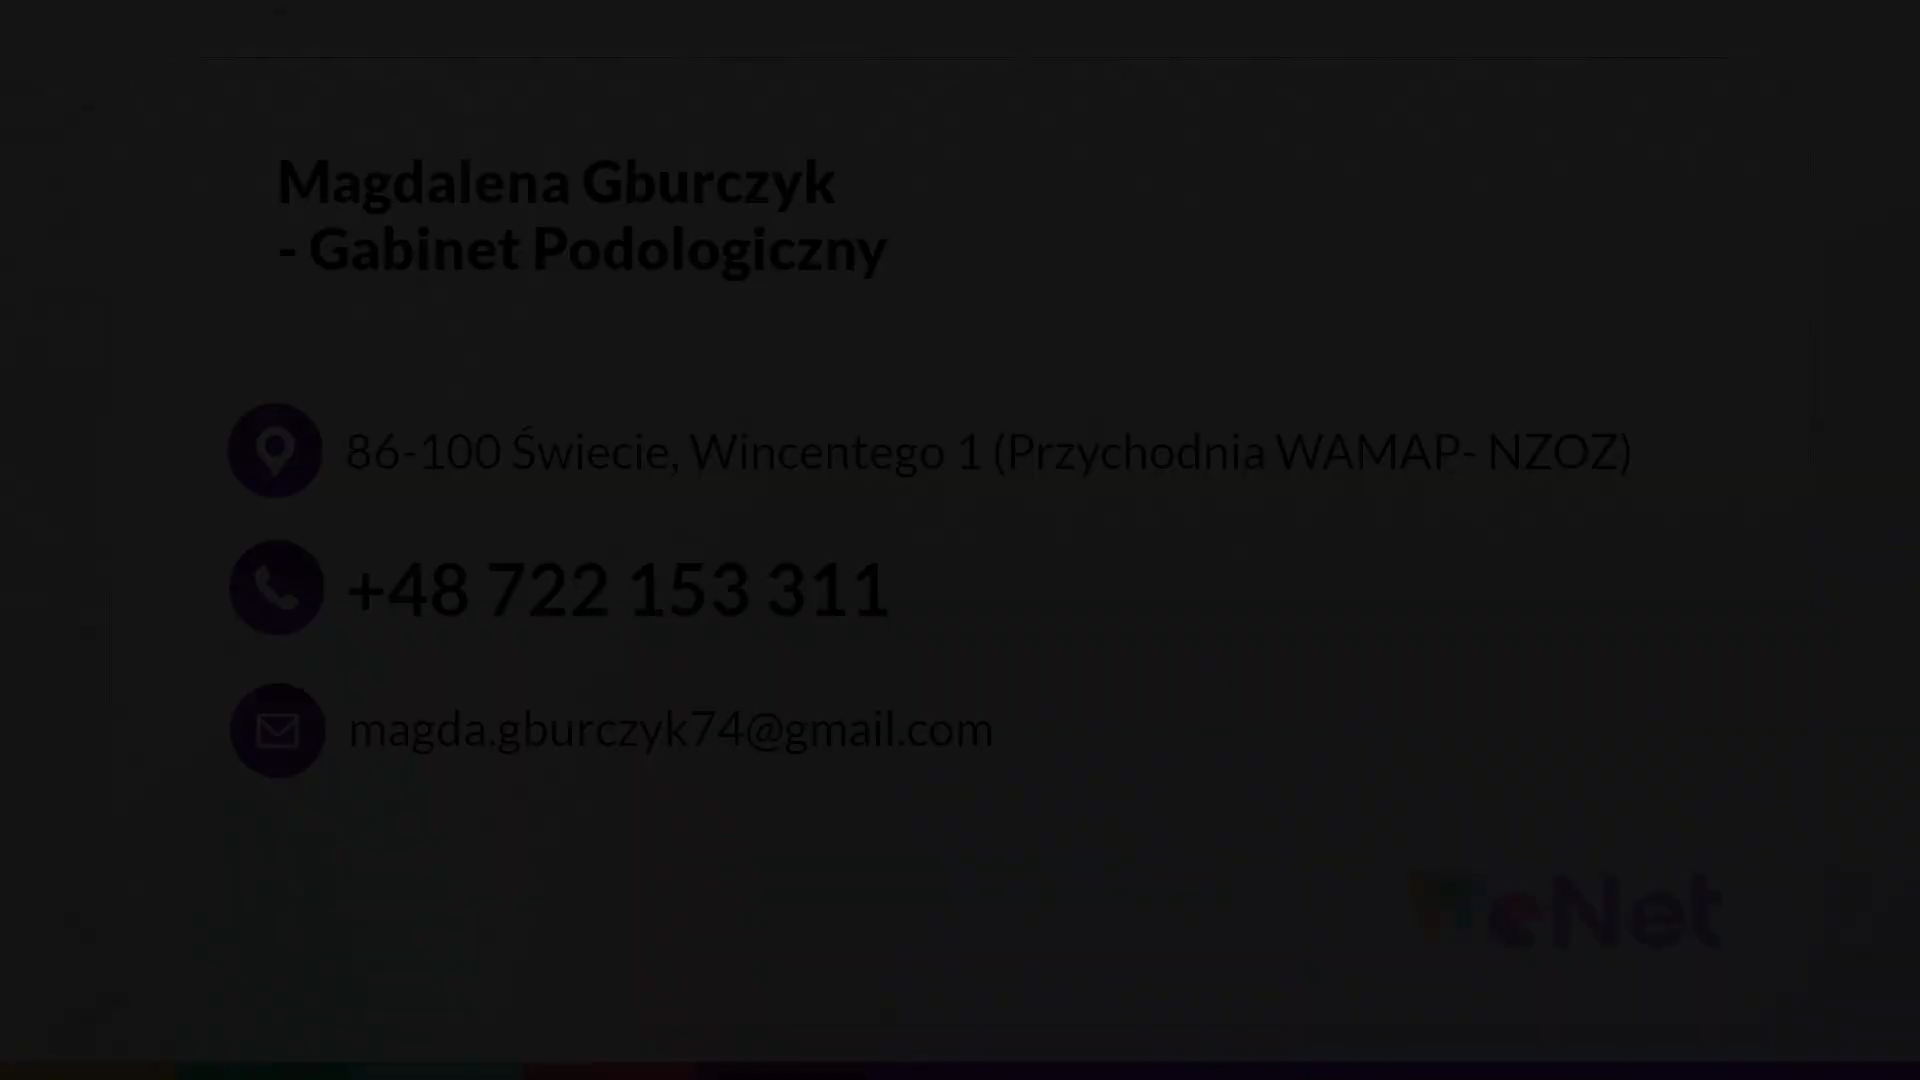 Magdalena Gburczyk
- Gabinet Podologiczny
86-100 Świecie, Wincentego 1 (Przychodnia WAMAP- NZOZ)
+48 722 153 311
magda.gburczyk74@gmail.com
eNet